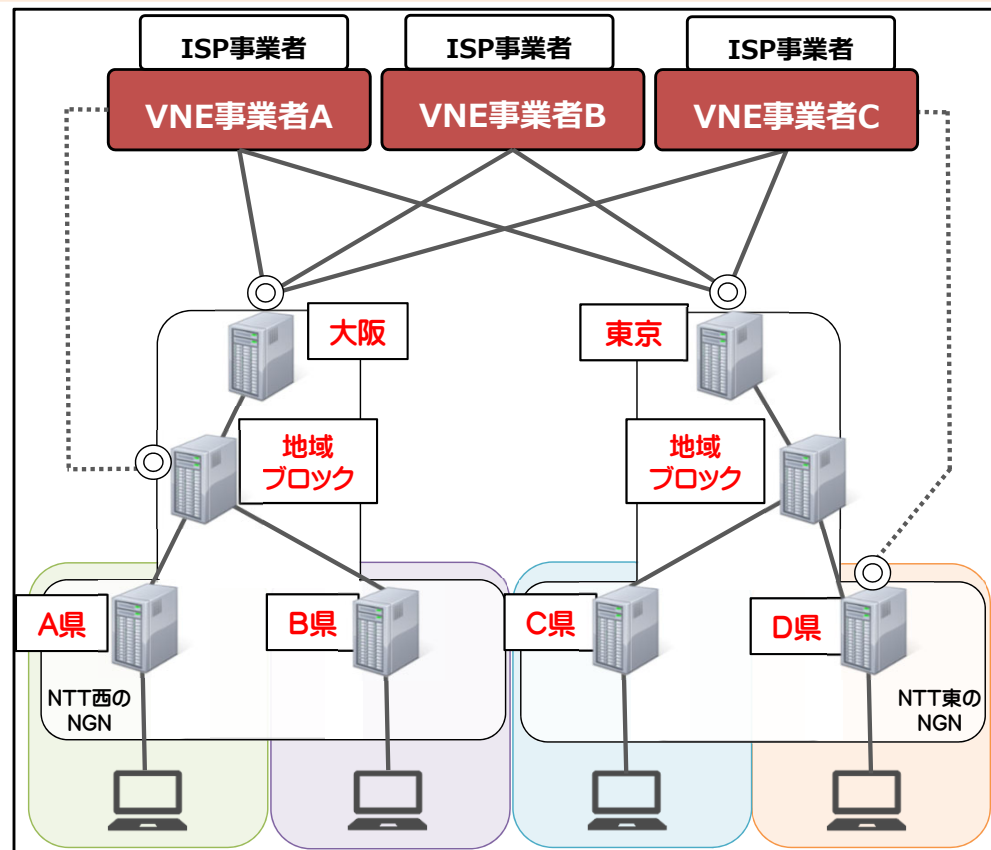 ISP事業者
ISP事業者
ISP事業者
VNE事業者A
VNE事業者B
VNE事業者C
大阪
東京
地域
ブロック
地域
ブロック
A県
B県
C県
D県
NTT西の
NGN
NTT東の
NGN